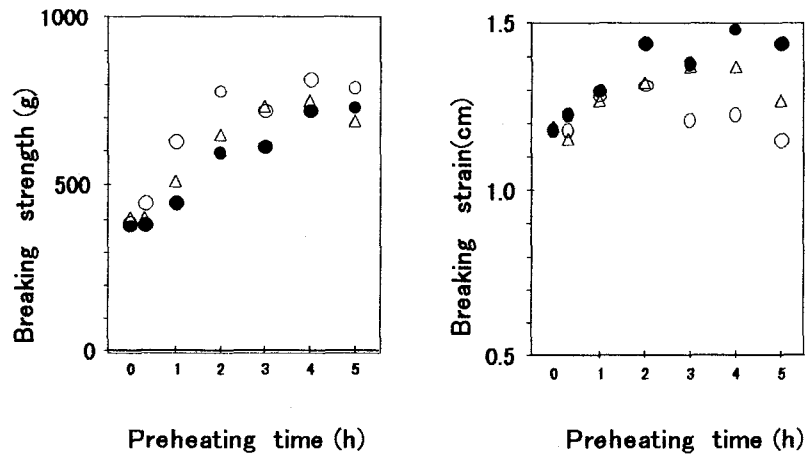 1000
500
0
Breaking strength (g)
0 1 2 3 4 5
Preheating time (h)
1.5
1.0
0.5
Breaking strain(cm)
0 1 2 3 4 5
Preheating time (h)